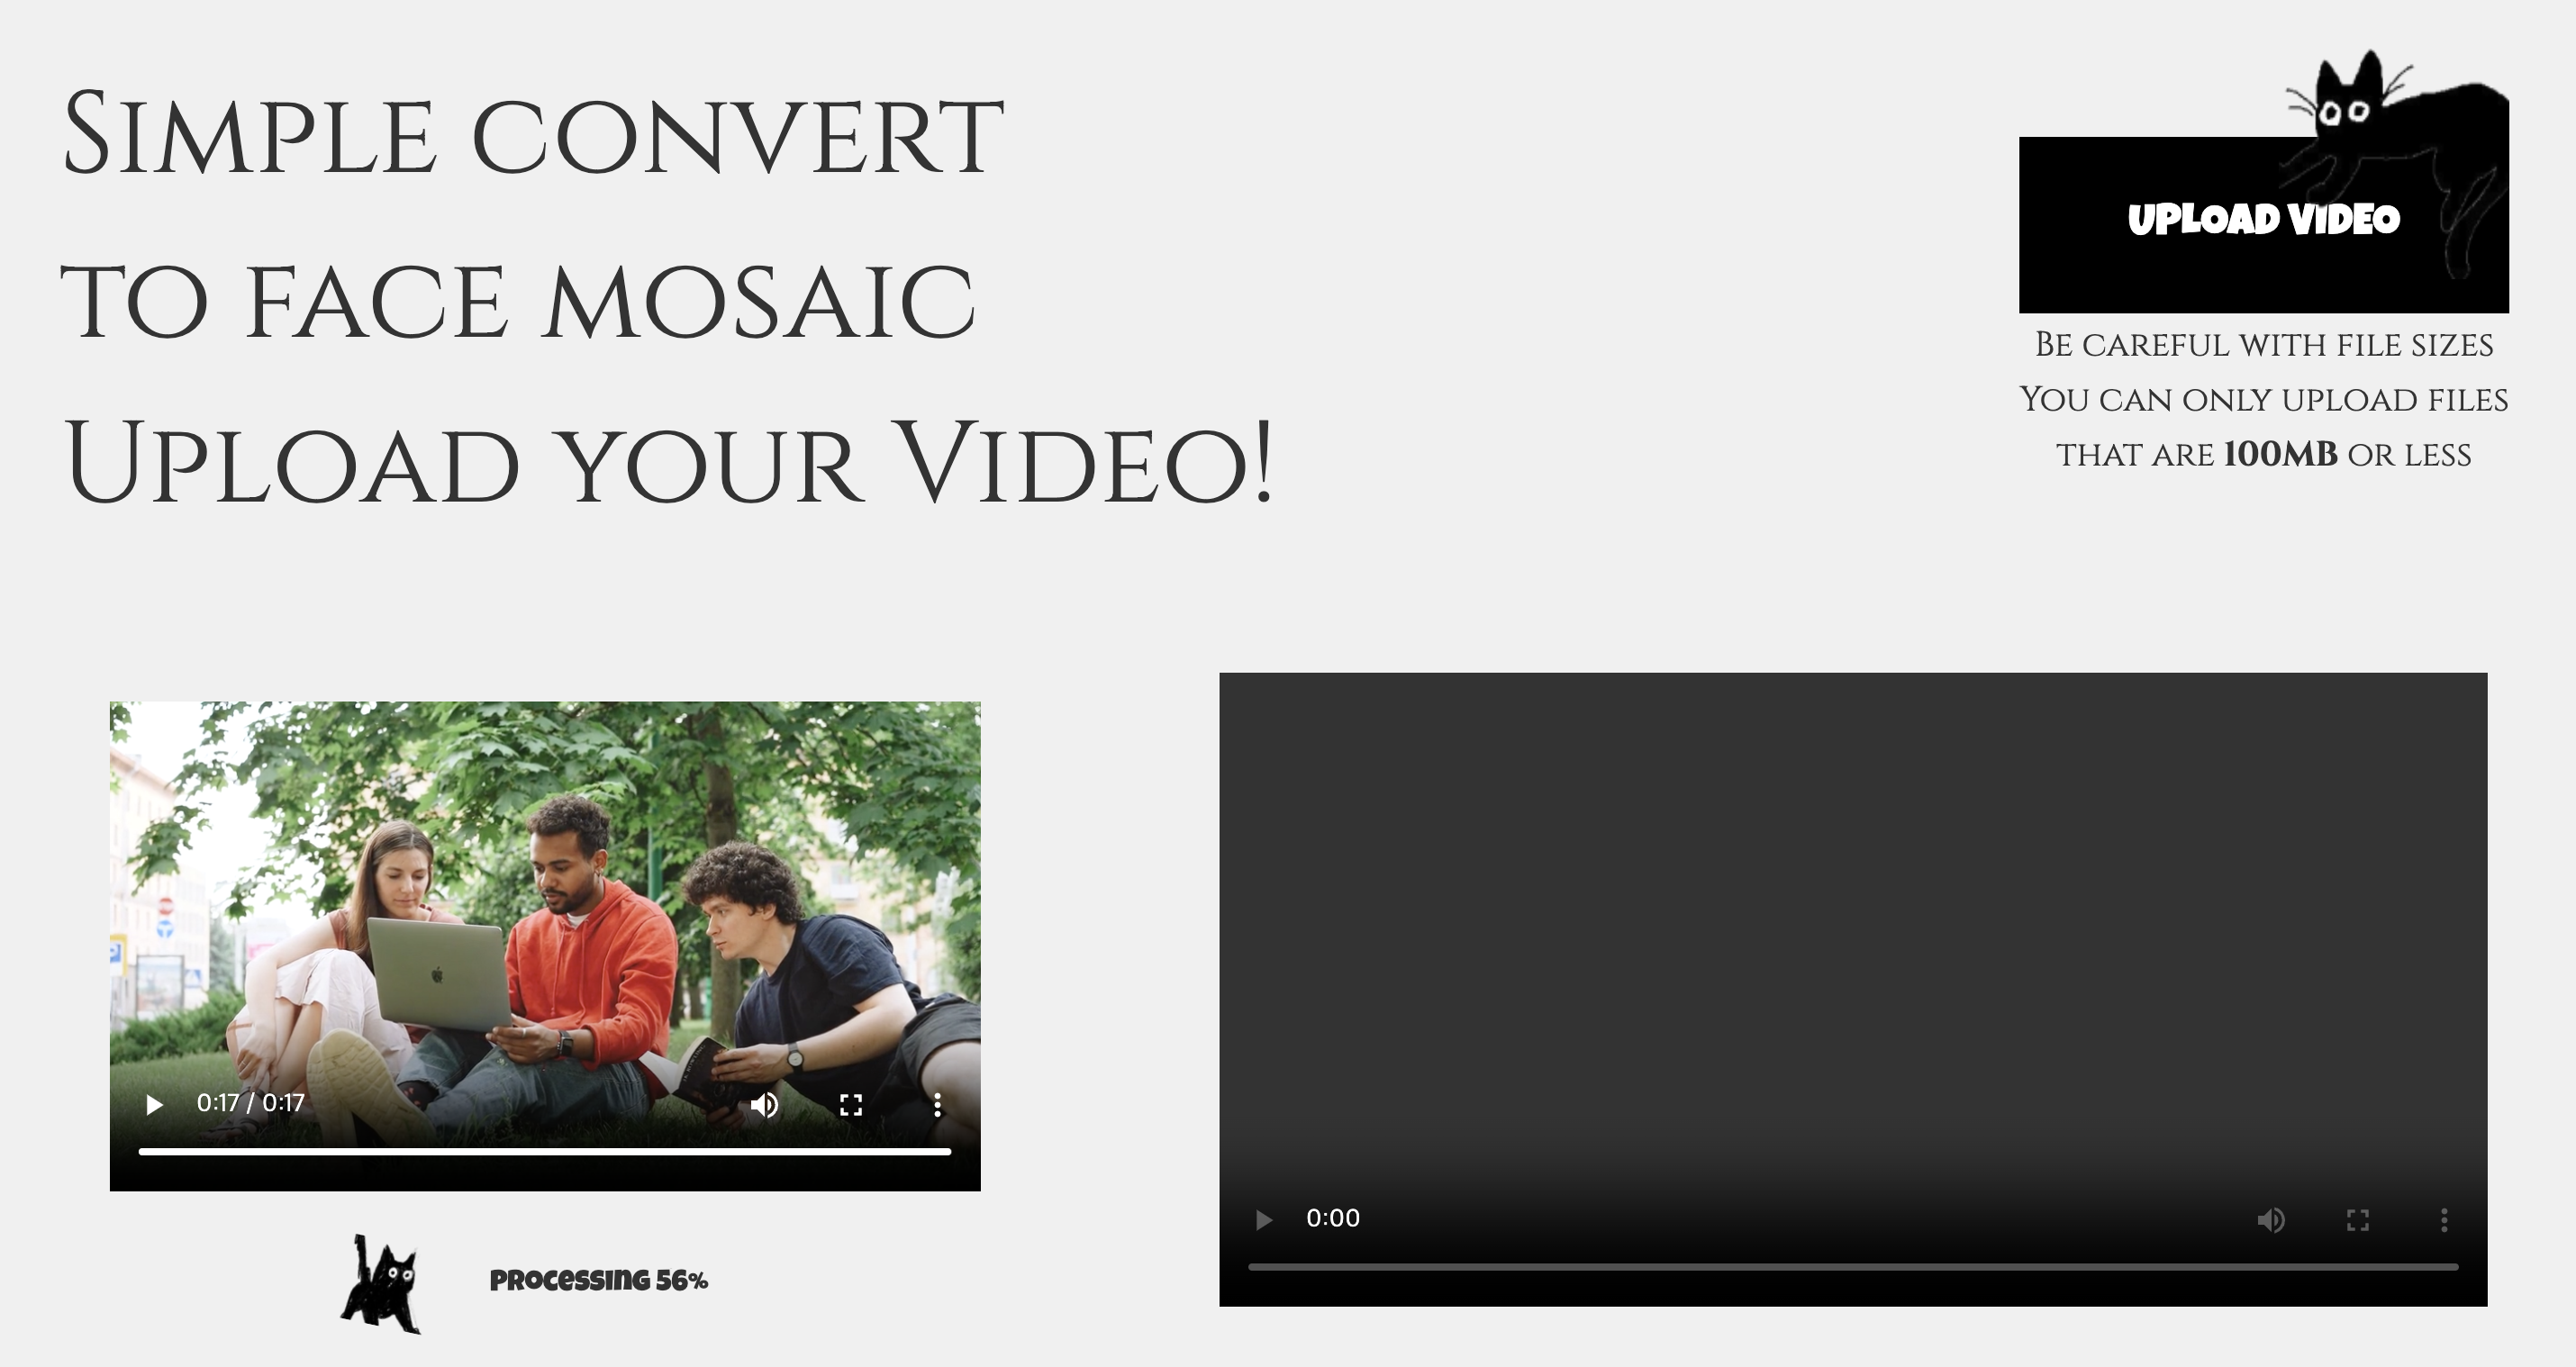 Simple convert
to face mosaic
Upload your Video!
UPLOAD VIDEO
Be careful with file sizes
You can only upload files
that are 100MB or less
0:17 / 0:17
0:00
Processing 56%